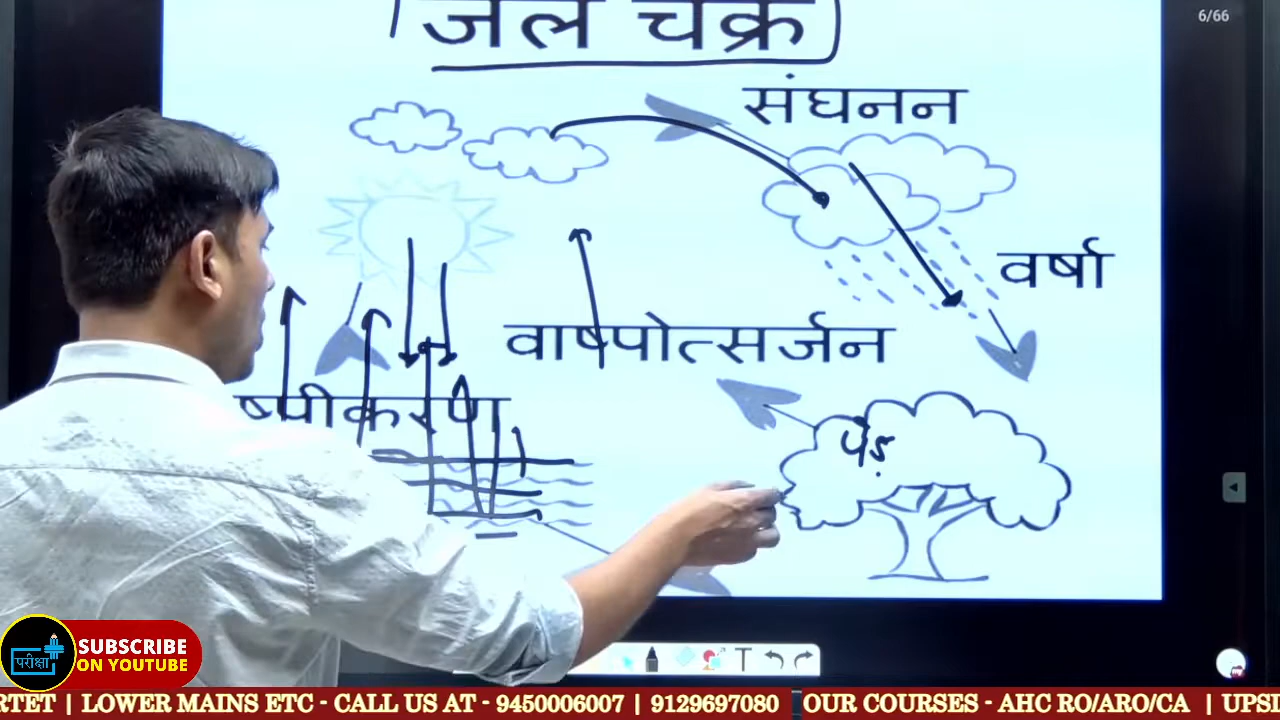 6/66
जल चक्र
संघनन
वर्षा
वाष्पोत्सर्जन
ष्पीकरण
पेड़
T
परीक्षा
SUBSCRIBE
ON YOUTUBE
RTET | LOWER MAINS ETC - CALL US AT - 9450006007 | 9129697080 OUR COURSES - AHC RO/ARO/CA | UPSI